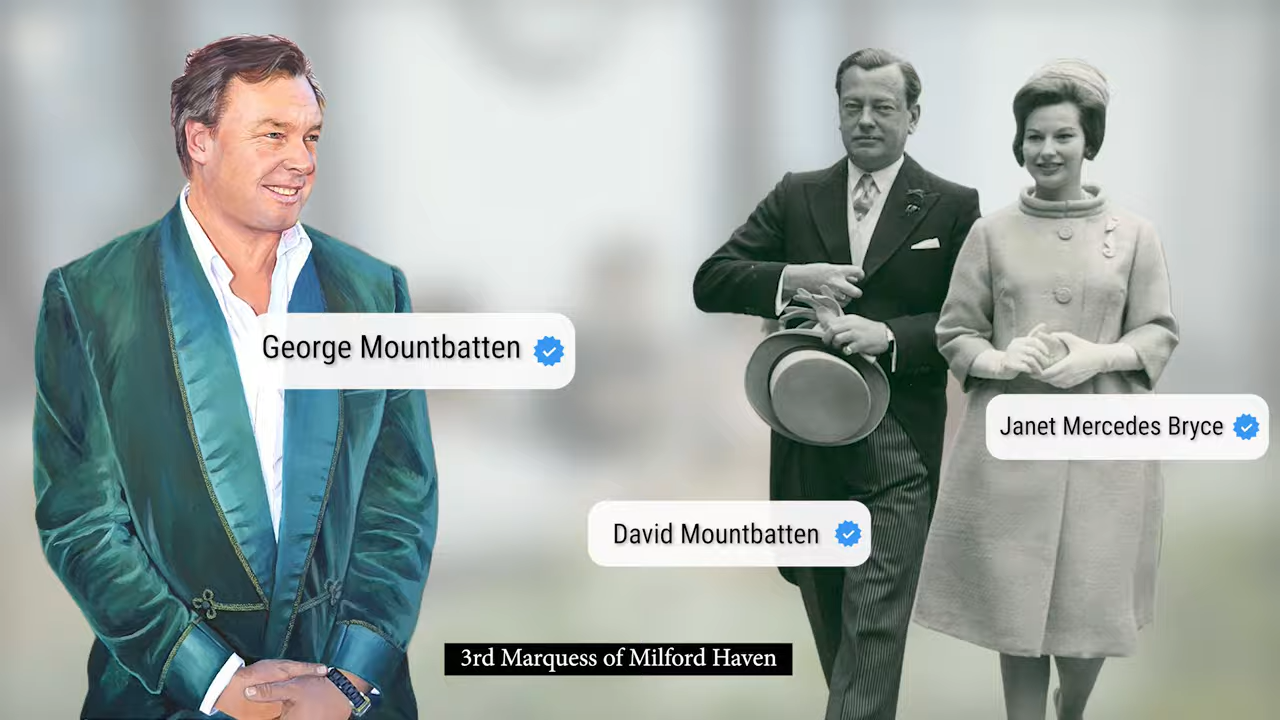 George Mountbatten
Janet Mercedes Bryce
David Mountbatten
3rd Marquess of Milford Haven